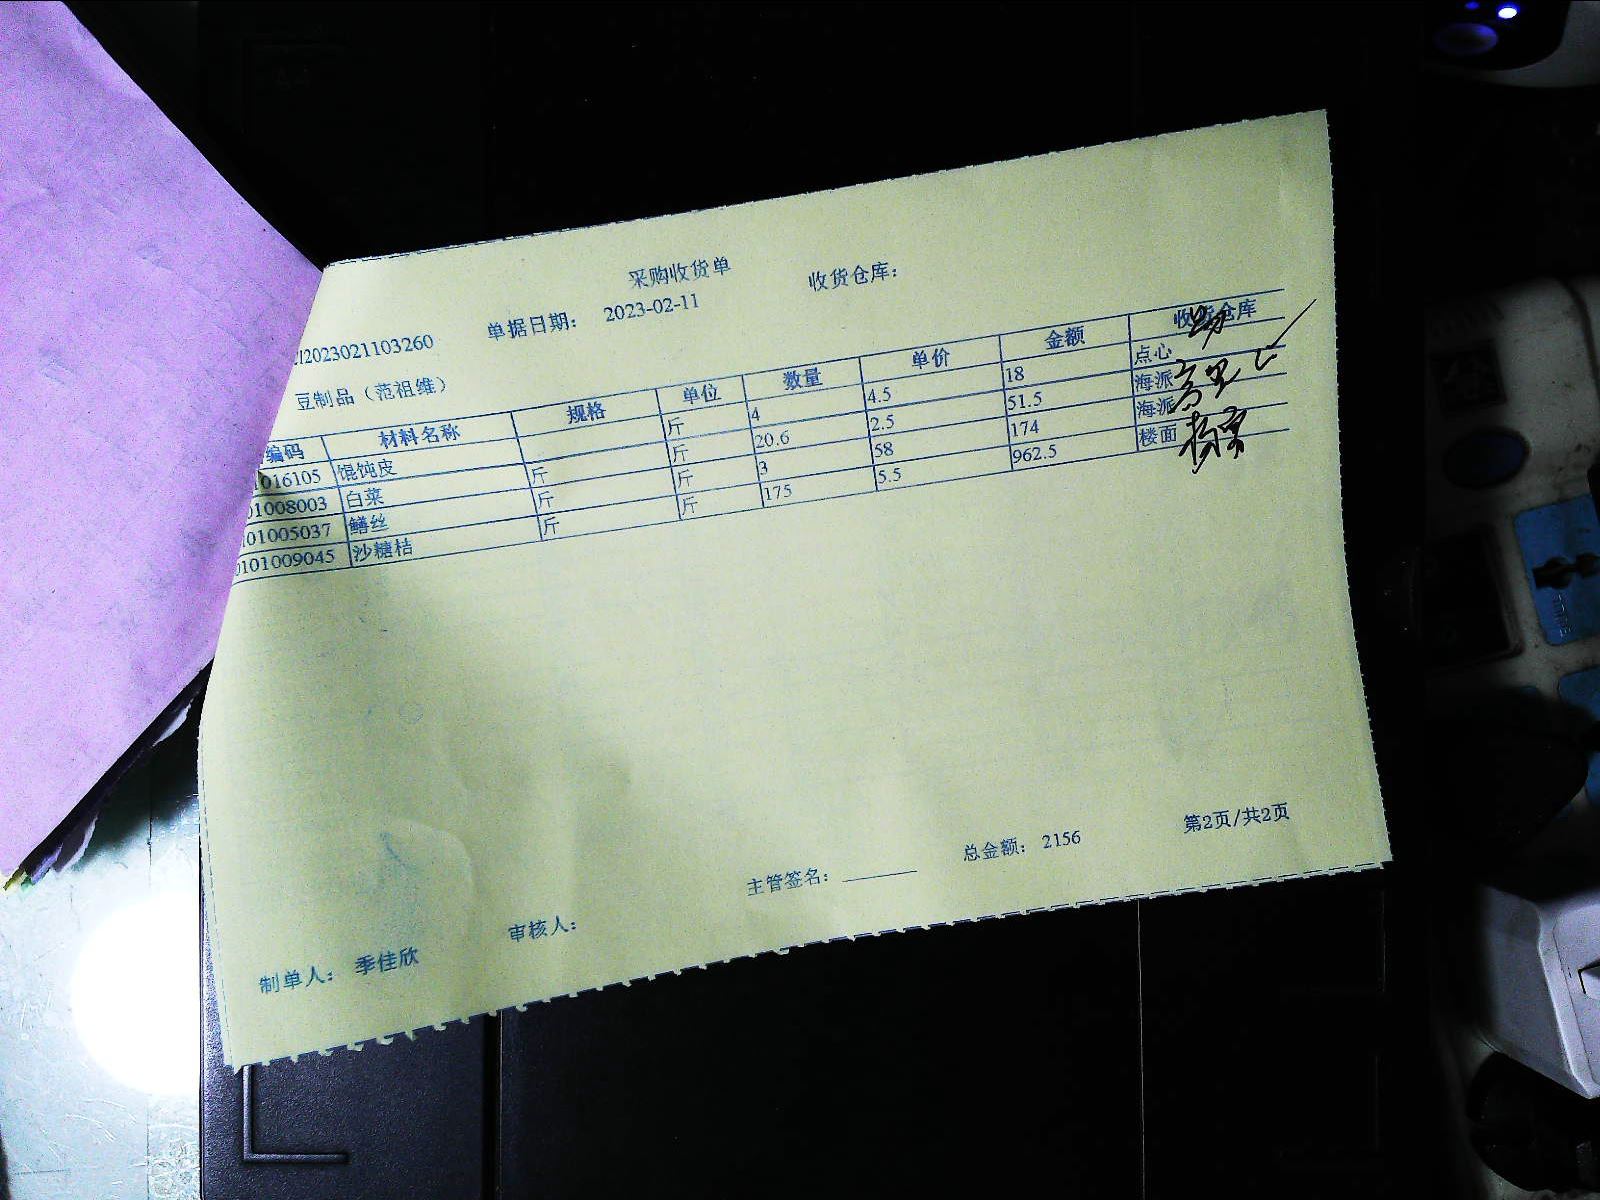 采购收货单
2023021103260 单据日期: 2023-02-11 收货仓库:
豆制品（范祖维）
编码 材料名称 规格 单位 数量 单价 金额 收货仓库
016105 馄饨皮 斤 4 4.5 18 点心
01008003 白菜 斤 斤 20.6 2.5 51.5 海派
101005037 鳝丝 斤 斤 3 58 174 海派
0101009045 沙糖桔 斤 斤 175 5.5 962.5 楼面
制单人: 季佳欣 审核人: 主管签名: 总金额: 2156 第2页/共2页